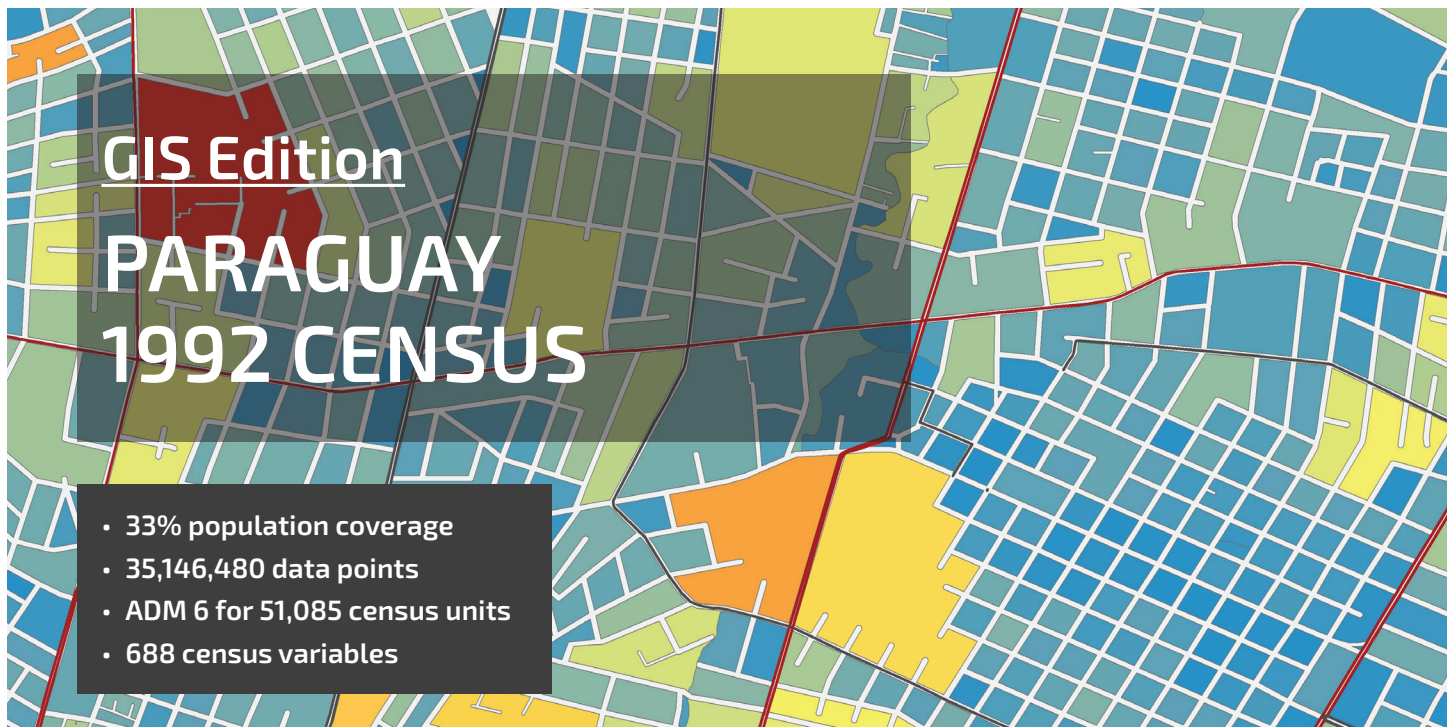 GIS Edition
PARAGUAY
1992 CENSUS
• 33% population coverage
• 35,146,480 data points
• ADM 6 for 51,085 census units
• 688 census variables